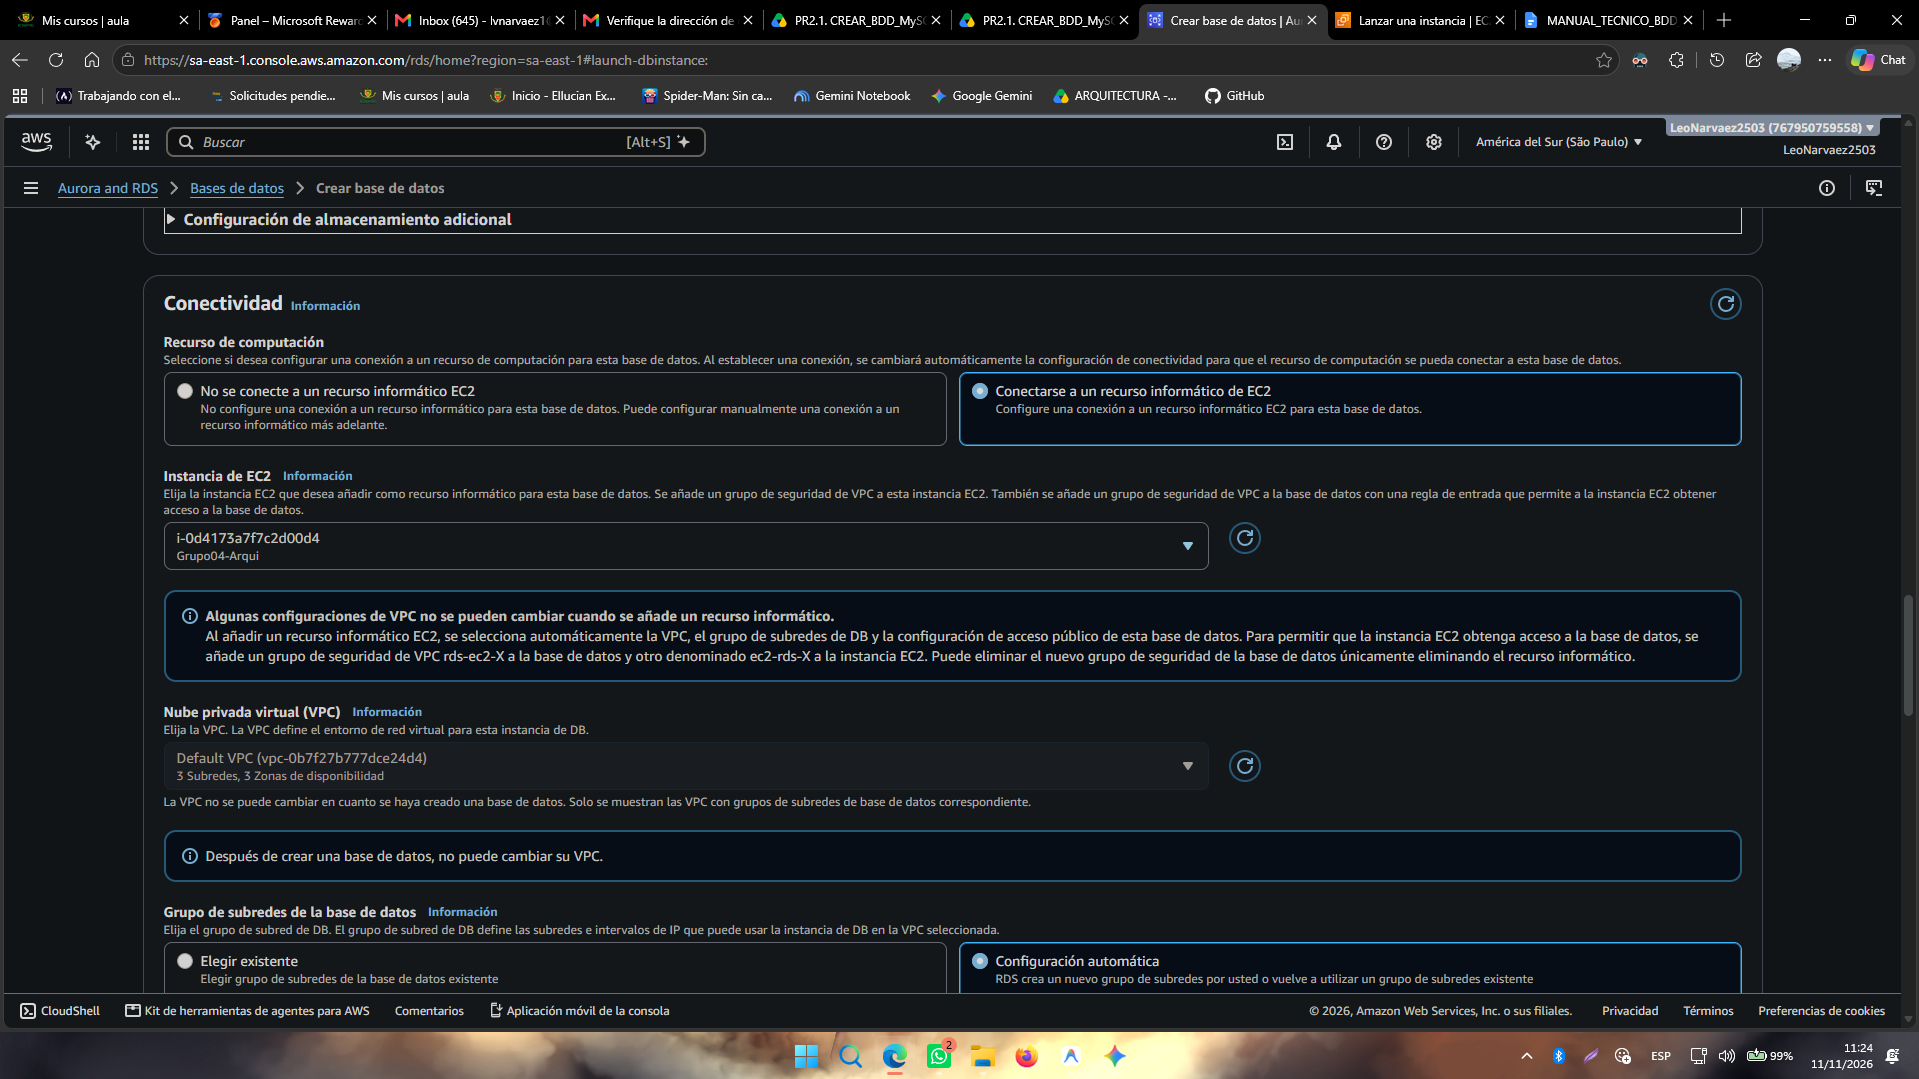 Mis cursos | aula
Panel – Microsoft Rewar
Inbox (645) - lvnarvaez1
Verifique la dirección de
PR2.1. CREAR_BDD_MyS
PR2.1. CREAR_BDD_MyS
Crear base de datos | Au
Lanzar una instancia | EC
MANUAL_TECNICO_BDD
https://sa-east-1.console.aws.amazon.com/rds/home?region=sa-east-1#launch-dbinstance:
Chat
Trabajando con el...
Solicitudes pendie...
Mis cursos | aula
Inicio - Ellucian Ex...
Spider-Man: Sin ca...
Gemini Notebook
Google Gemini
ARQUITECTURA -...
GitHub
aws
Buscar
[Alt+S]
América del Sur (São Paulo)
LeoNarvaez2503 (767950759558)
LeoNarvaez2503
Aurora and RDS > Bases de datos > Crear base de datos
Configuración de almacenamiento adicional
Conectividad Información
Recurso de computación
Seleccione si desea configurar una conexión a un recurso de computación para esta base de datos. Al establecer una conexión, se cambiará automáticamente la configuración de conectividad para que el recurso de computación se pueda conectar a esta base de datos.
No se conecte a un recurso informático EC2
No configure una conexión a un recurso informático para esta base de datos. Puede configurar manualmente una conexión a un
recurso informático más adelante.
Conectarse a un recurso informático de EC2
Configure una conexión a un recurso informático EC2 para esta base de datos.
Instancia de EC2 Información
Elija la instancia EC2 que desea añadir como recurso informático para esta base de datos. Se añade un grupo de seguridad de VPC a esta instancia EC2. También se añade un grupo de seguridad de VPC a la base de datos con una regla de entrada que permite a la instancia EC2 obtener
acceso a la base de datos.
i-0d4173a7f7c2d00d4
Grupo04-Arqui
Algunas configuraciones de VPC no se pueden cambiar cuando se añade un recurso informático.
Al añadir un recurso informático EC2, se selecciona automáticamente la VPC, el grupo de subredes de DB y la configuración de acceso público de esta base de datos. Para permitir que la instancia EC2 obtenga acceso a la base de datos, se
añade un grupo de seguridad de VPC rds-ec2-X a la base de datos y otro denominado ec2-rds-X a la instancia EC2. Puede eliminar el nuevo grupo de seguridad de la base de datos únicamente eliminando el recurso informático.
Nube privada virtual (VPC) Información
Elija la VPC. La VPC define el entorno de red virtual para esta instancia de DB.
Default VPC (vpc-0b7f27b777dce24d4)
3 Subredes, 3 Zonas de disponibilidad
La VPC no se puede cambiar en cuanto se haya creado una base de datos. Solo se muestran las VPC con grupos de subredes de base de datos correspondiente.
Después de crear una base de datos, no puede cambiar su VPC.
Grupo de subredes de la base de datos Información
Elija el grupo de subred de DB. El grupo de subred de DB define las subredes e intervalos de IP que puede usar la instancia de DB en la VPC seleccionada.
Elegir existente
Elegir grupo de subredes de la base de datos existente
Configuración automática
RDS crea un nuevo grupo de subredes por usted o vuelve a utilizar un grupo de subredes existente
CloudShell
Kit de herramientas de agentes para AWS
Comentarios
Aplicación móvil de la consola
© 2026, Amazon Web Services, Inc. o sus filiales.
Privacidad
Términos
Preferencias de cookies
2
ESP
99%
11:24
11/11/2026